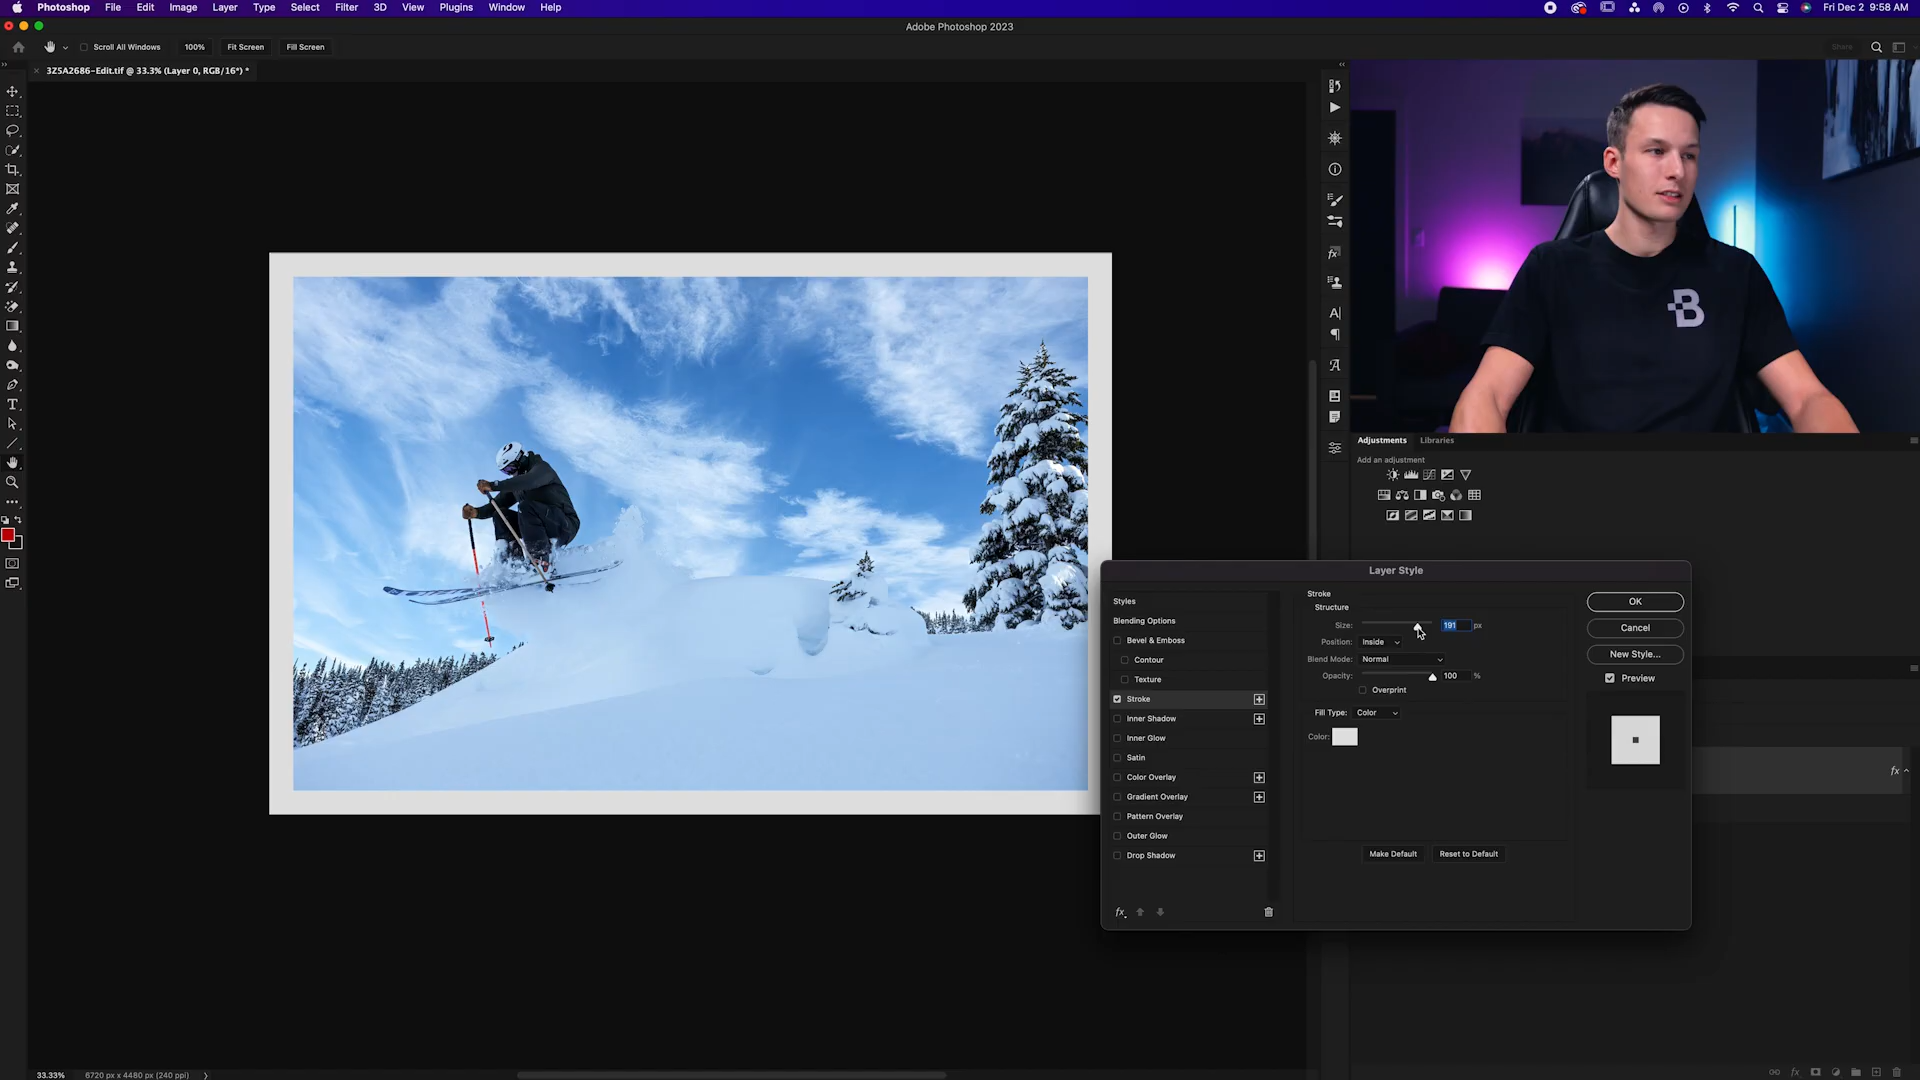 Photoshop File Edit Image Layer Type Select Filter 3D View Plugins Window Help
Fri Dec 2 9:58 AM
Adobe Photoshop 2023
Scroll All Windows 100% Fit Screen Fill Screen
Share
3Z5A2686-Edit.tif @ 33.3% (Layer 0, RGB/16*) *
B
Adjustments Libraries
Add an adjustment
Layer Style
Styles
Blending Options
Bevel & Emboss
Contour
Texture
Stroke
Inner Shadow
Inner Glow
Satin
Color Overlay
Gradient Overlay
Pattern Overlay
Outer Glow
Drop Shadow
fx
Stroke
Structure
Size: 191 px
Position: Inside
Blend Mode: Normal
Opacity: 100 %
Overprint
Fill Type: Color
Color:
Make Default Reset to Default
OK
Cancel
New Style...
Preview
fx
33.33% 6720 px x 4480 px (240 ppi)